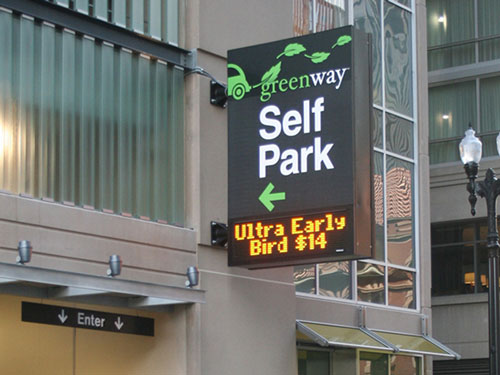 greenway
Self
Park
Ultra Early
Bird $14
Enter